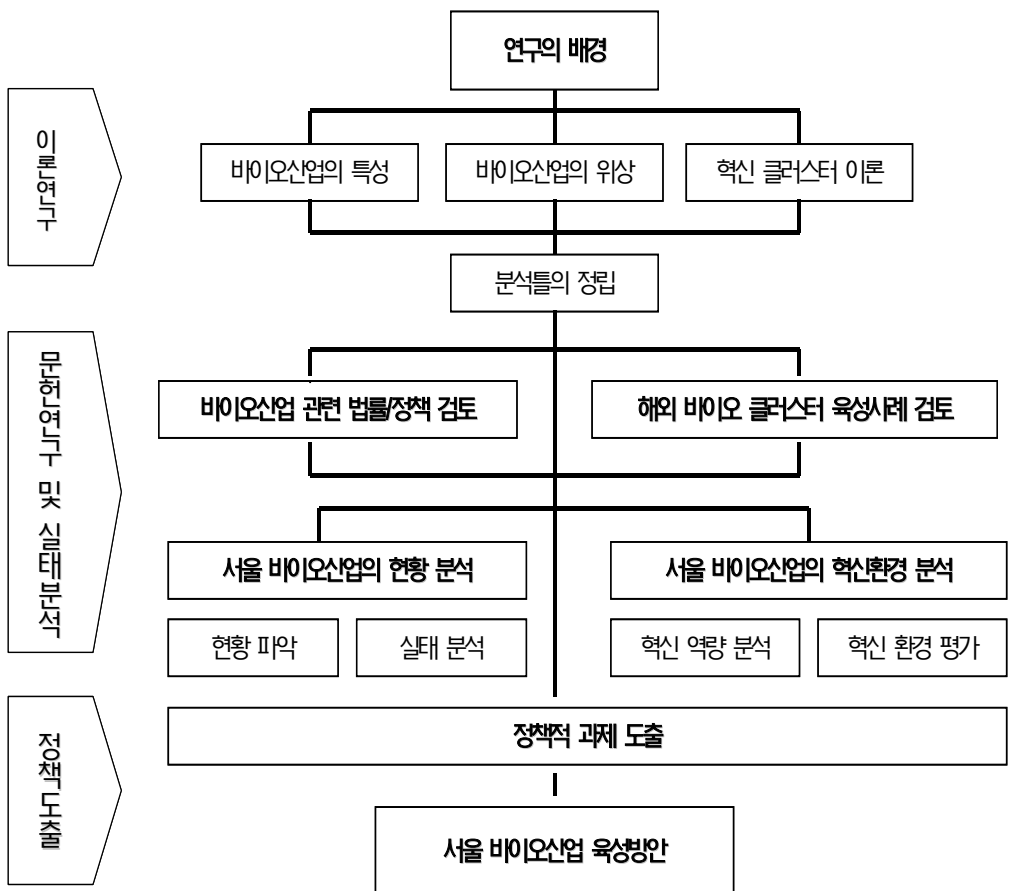 연구의 배경
이론연구
바이오산업의 특성
바이오산업의 위상
혁신 클러스터 이론
분석틀의 정립
문헌연구 및 실태분석
바이오산업 관련 법률/정책 검토
해외 바이오 클러스터 육성사례 검토
서울 바이오산업의 현황 분석
서울 바이오산업의 혁신환경 분석
현황 파악
실태 분석
혁신 역량 분석
혁신 환경 평가
정책도출
정책적 과제 도출
서울 바이오산업 육성방안